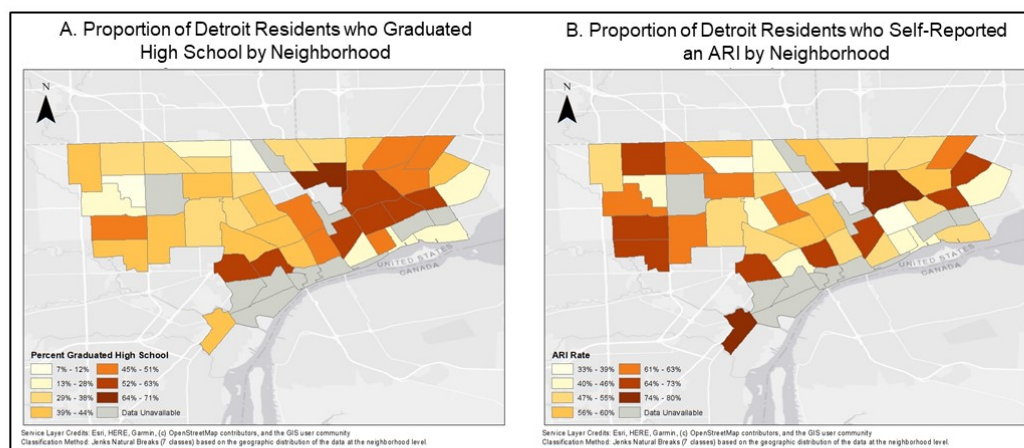 A. Proportion of Detroit Residents who Graduated
High School by Neighborhood
N
UNITED STATES
CANADA
Percent Graduated High School
7% - 12%
13% - 28%
29% - 38%
39% - 44%
45% - 51%
52% - 63%
64% - 71%
Data Unavailable
Service Layer Credits: Esri, HERE, Garmin, (c) OpenStreetMap contributors, and the GIS user community
Classification Method: Jenks Natural Breaks (7 classes) based on the geographic distribution of the data at the neighborhood level.
B. Proportion of Detroit Residents who Self-Reported
an ARI by Neighborhood
N
UNITED STATES
CANADA
ARI Rate
33% - 39%
40% - 46%
47% - 55%
56% - 60%
61% - 63%
64% - 73%
74% - 80%
Data Unavailable
Service Layer Credits: Esri, HERE, Garmin, (c) OpenStreetMap contributors, and the GIS user community
Classification Method: Jenks Natural Breaks (7 classes) based on the geographic distribution of the data at the neighborhood level.